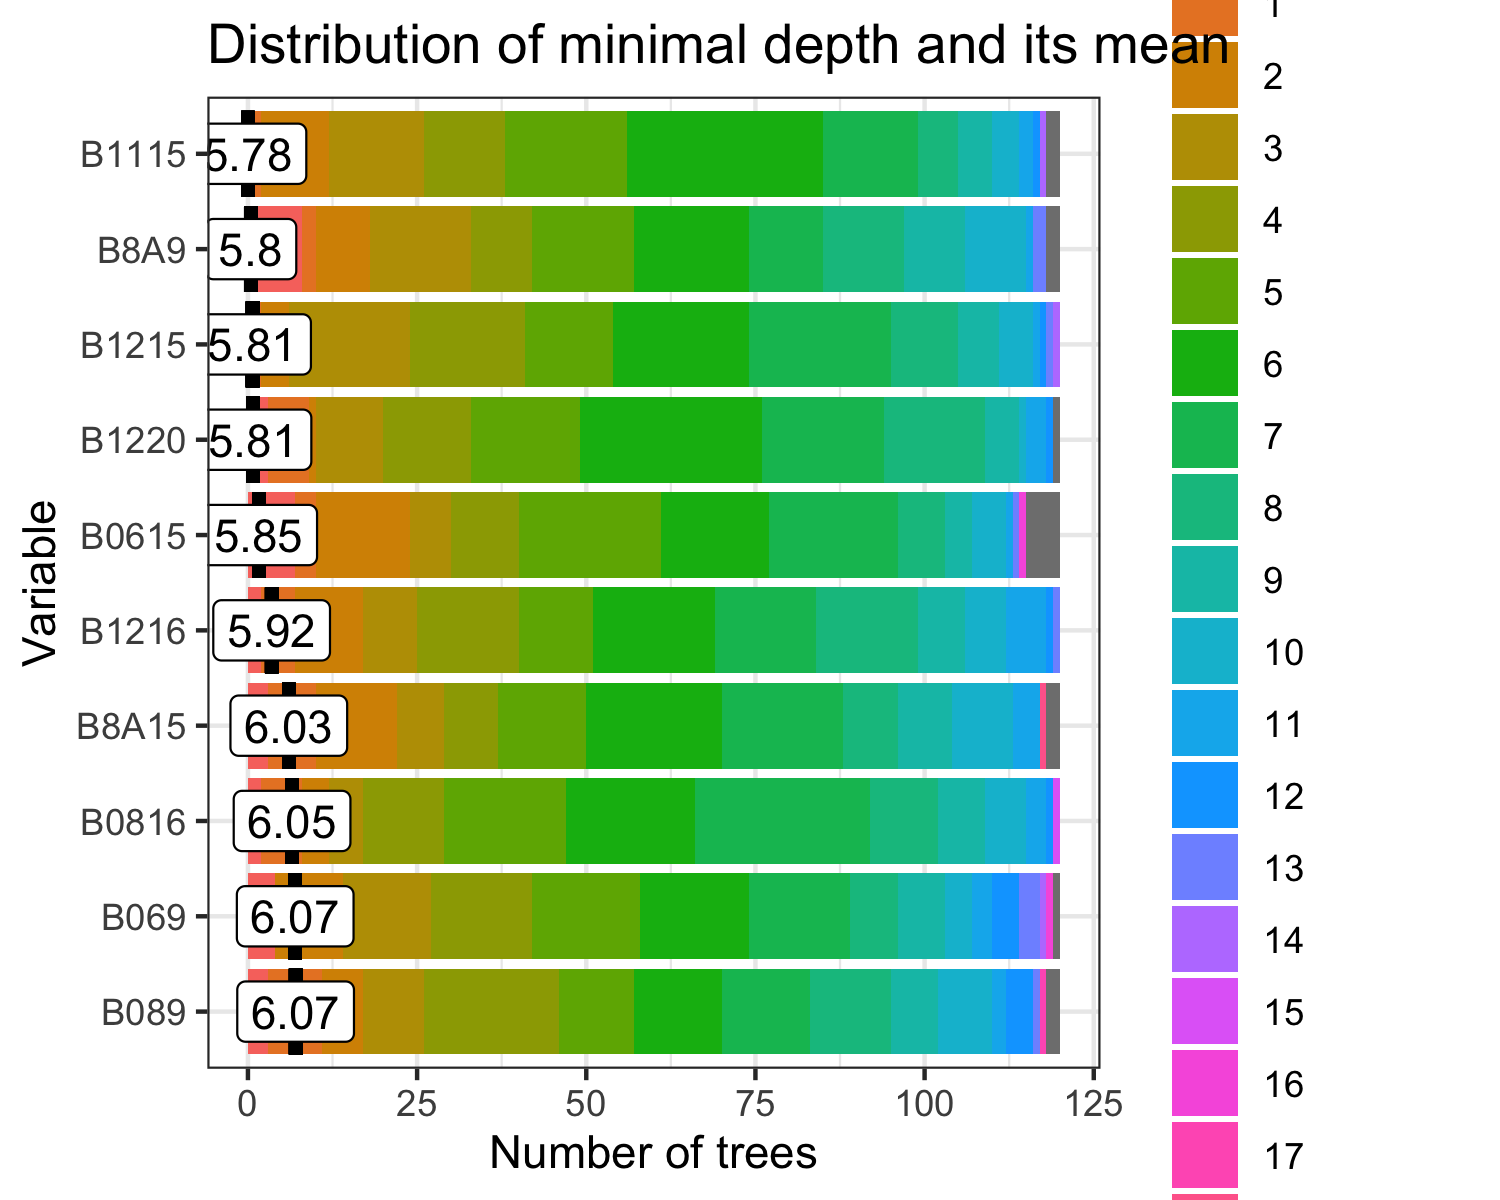 Distribution of minimal depth and its mean
Variable
B1115
B8A9
B1215
B1220
B0615
B1216
B8A15
B0816
B069
B089
5.78
5.8
5.81
5.81
5.85
5.92
6.03
6.05
6.07
6.07
0 25 50 75 100 125
Number of trees
1
2
3
4
5
6
7
8
9
10
11
12
13
14
15
16
17